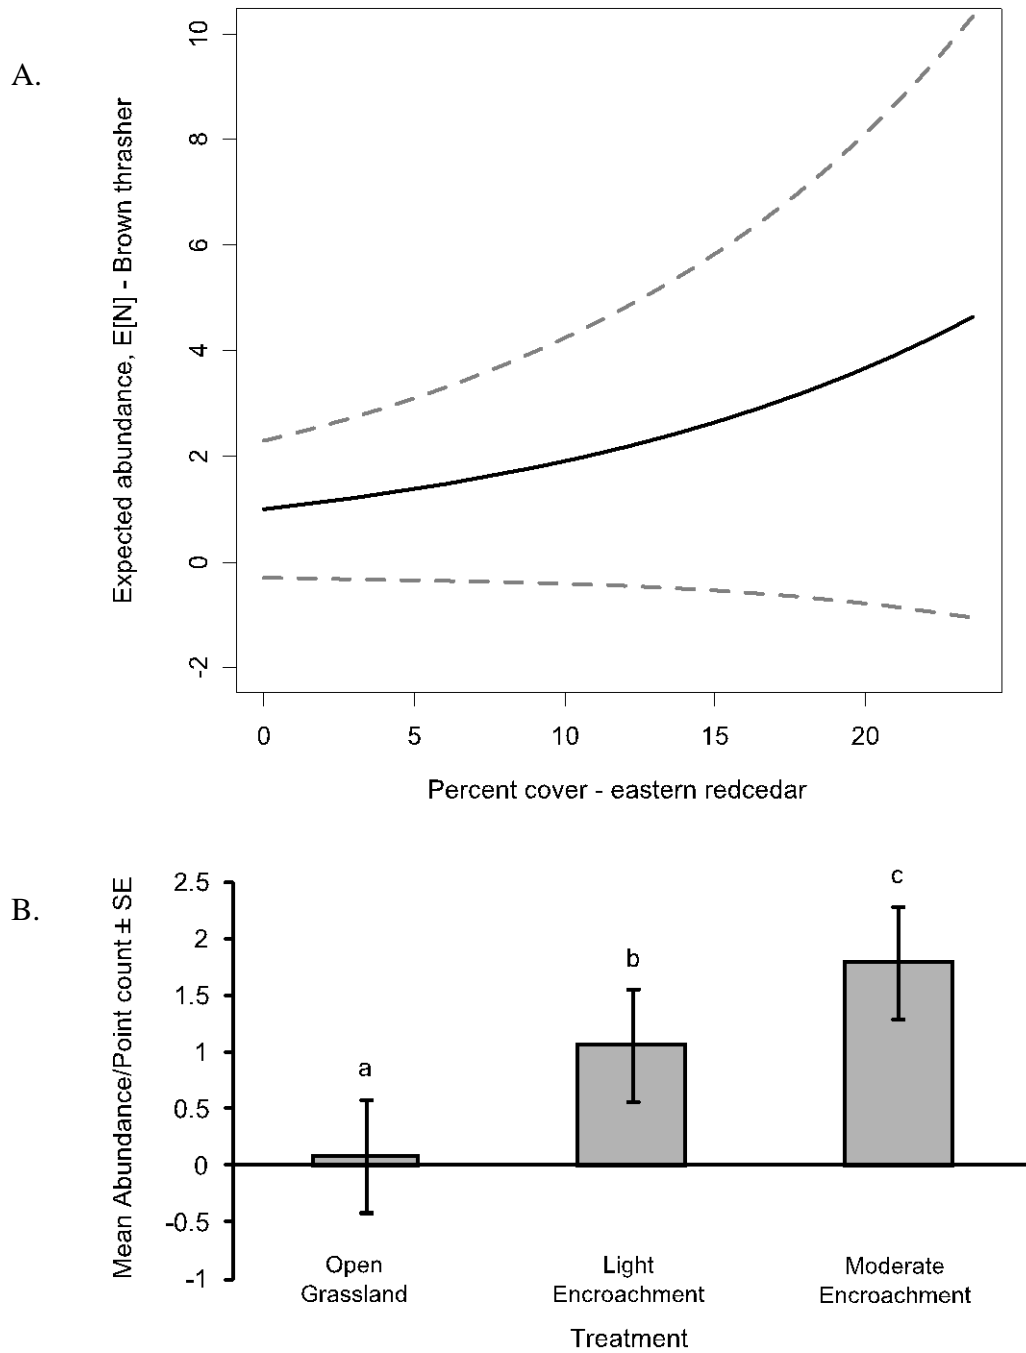 A.
Expected abundance, E[N] - Brown thrasher
10
8
6
4
2
0
-2
0 5 10 15 20
Percent cover - eastern redcedar
B.
Mean Abundance/Point count ± SE
2.5
2
1.5
1
0.5
0
-0.5
-1
a
b
c
Open
Grassland
Light
Encroachment
Moderate
Encroachment
Treatment